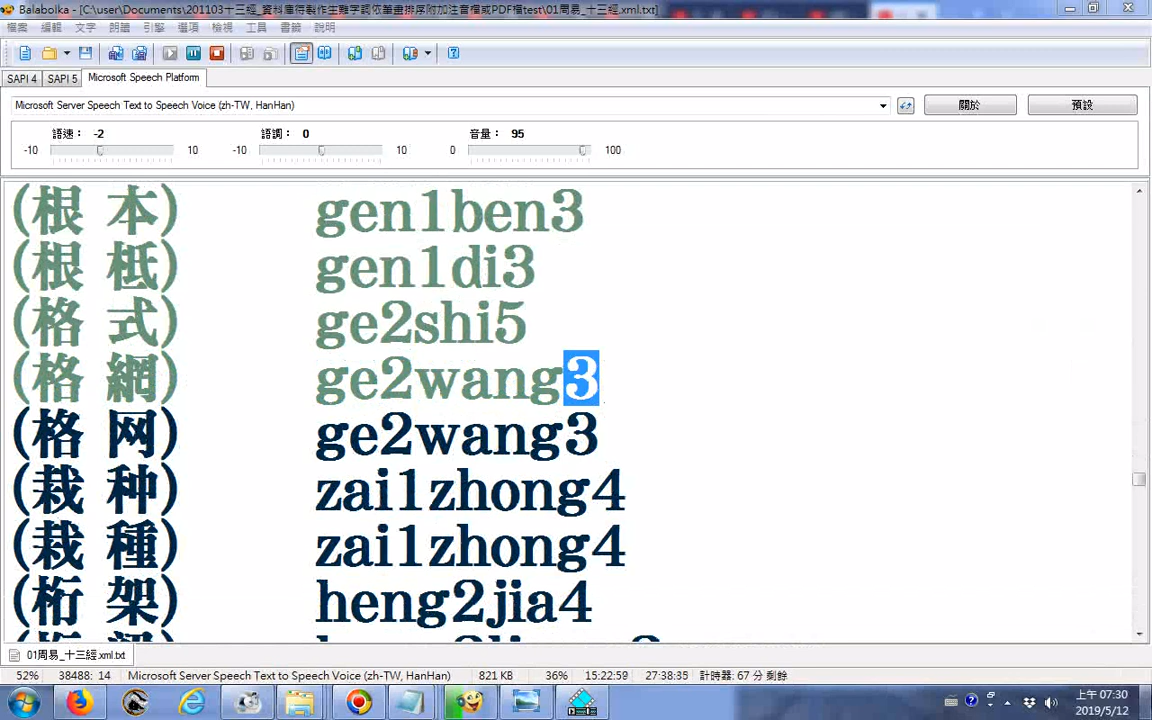 Balabolka - [C:\user\Documents\201103十三經_資料庫待製作生難字詞依筆畫排序附加注音檔或PDF檔test\01周易_十三經.xml.txt]
檔案 編輯 文字 朗讀 引擎 選項 檢視 工具 書籤 說明
SAPI 4 SAPI 5 Microsoft Speech Platform
Microsoft Server Speech Text to Speech Voice (zh-TW, HanHan) 關於 預設
語速： -2 語調： 0 音量： 95
-10 10 -10 10 0 100
(根 本) gen1ben3
(根 柢) gen1di3
(格 式) ge2shi5
(格 網) ge2wang3
(格 网) ge2wang3
(栽 种) zai1zhong4
(栽 種) zai1zhong4
(桁 架) heng2jia4
01周易_十三經.xml.txt
52% 38488: 14 Microsoft Server Speech Text to Speech Voice (zh-TW, HanHan) 821 KB 36% 15:22:59 27:38:35 計時器: 67 分 剩餘
上午 07:30
2019/5/12